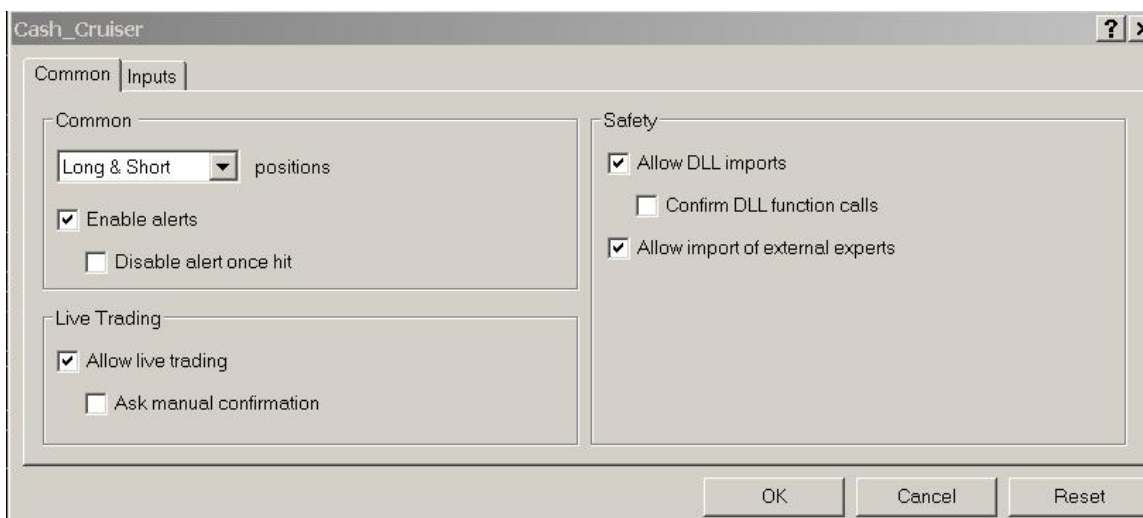 Cash_Cruiser
Common
Inputs
Common
Long & Short positions
Enable alerts
Disable alert once hit
Live Trading
Allow live trading
Ask manual confirmation
Safety
Allow DLL imports
Confirm DLL function calls
Allow import of external experts
OK
Cancel
Reset